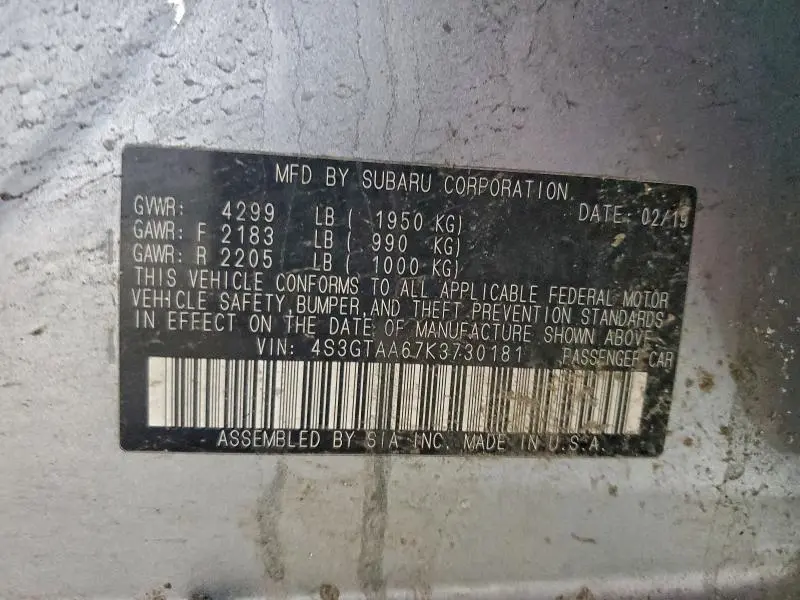 MFD BY SUBARU CORPORATION
GVWR: 4299 LB ( 1950 KG) DATE: 02/19
GAWR: F 2183 LB ( 990 KG)
GAWR: R 2205 LB ( 1000 KG)
THIS VEHICLE CONFORMS TO ALL APPLICABLE FEDERAL MOTOR
VEHICLE SAFETY, BUMPER, AND THEFT PREVENTION STANDARDS
IN EFFECT ON THE DATE OF MANUFACTURE SHOWN ABOVE
VIN: 4S3GTAA67K3730181 PASSENGER CAR
ASSEMBLED BY SIA INC. MADE IN U.S.A.